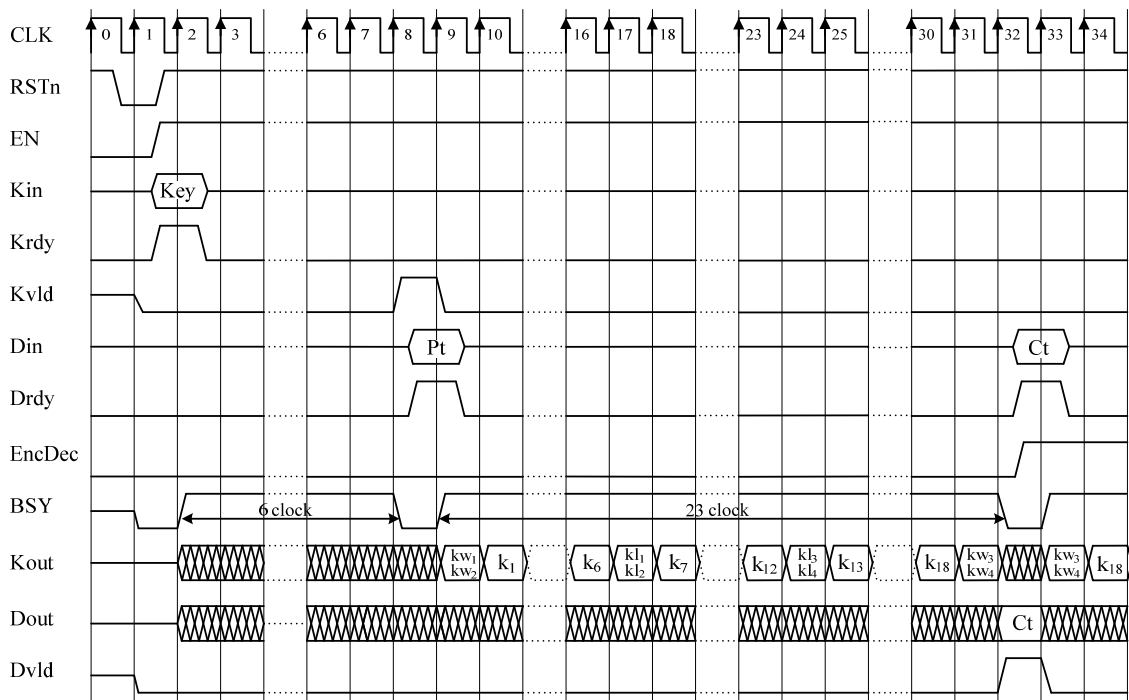 CLK 0 1 2 3 6 7 8 9 10 16 17 18 23 24 25 30 31 32 33 34
RSTn
EN
Kin Key
Krdy
Kvld
Din Pt Ct
Drdy
EncDec
BSY 6 clock 23 clock
Kout kw₁ kw₂ k₁ k₆ kl₁ kl₂ k₇ k₁₂ kl₃ kl₄ k₁₃ k₁₈ kw₃ kw₄ kw₃ kw₄ k₁₈
Dout Ct
Dvld